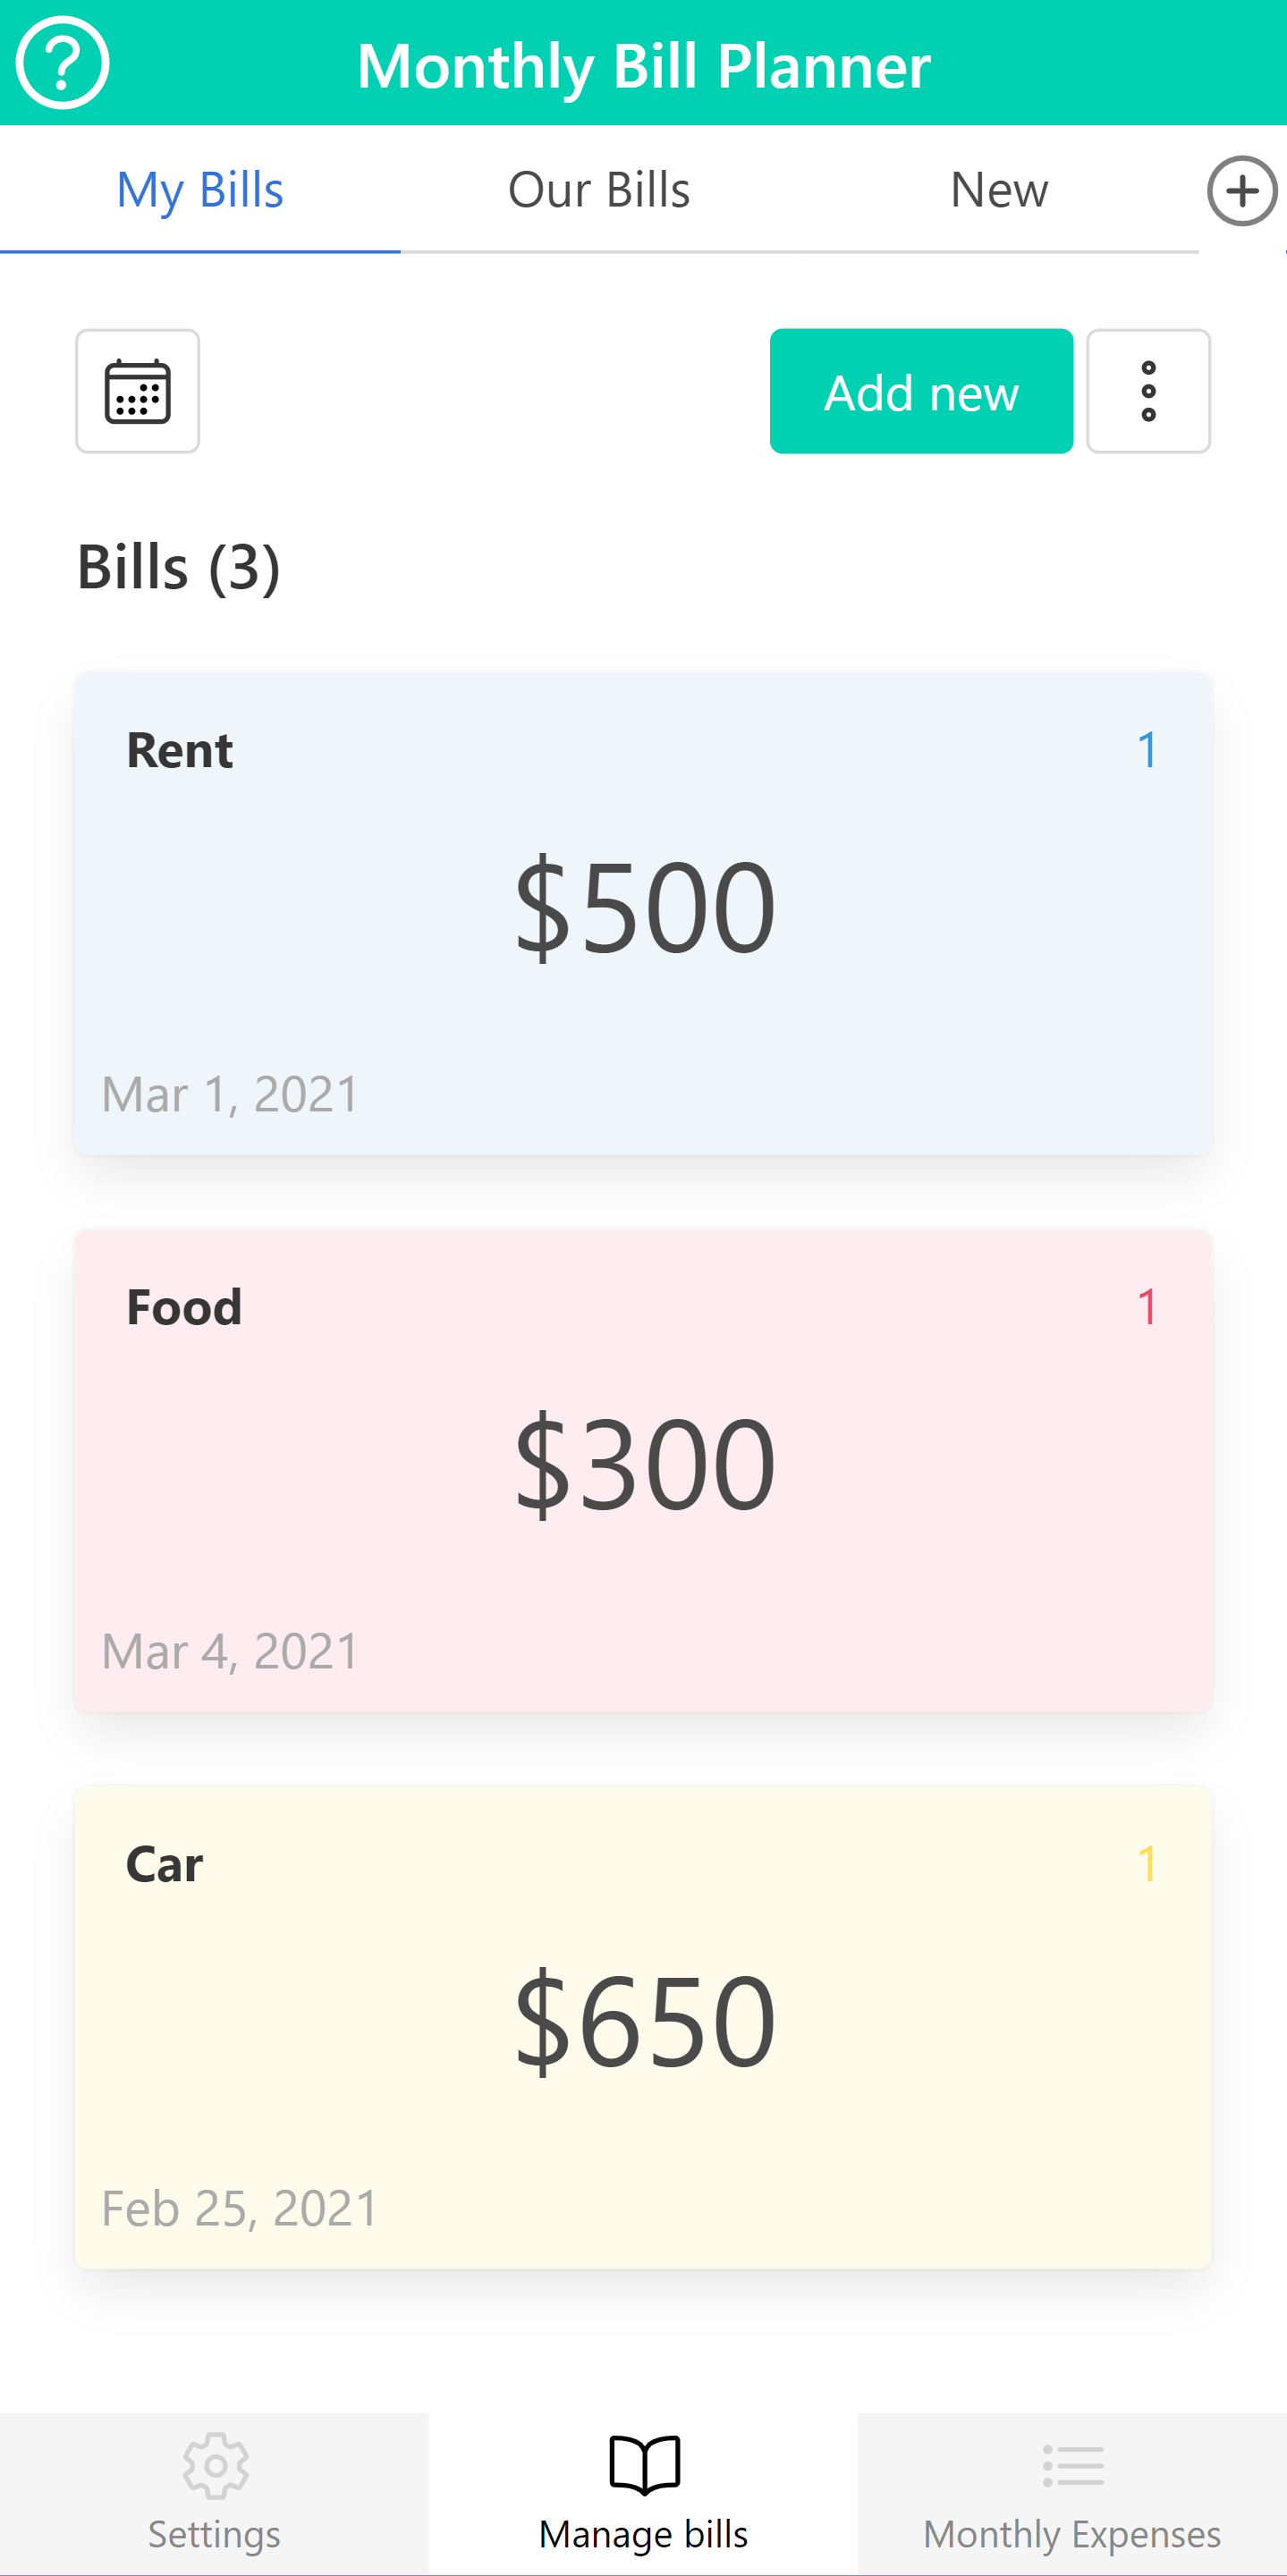 Monthly Bill Planner
My Bills Our Bills New
Add new
Bills (3)
Rent 1
$500
Mar 1, 2021
Food 1
$300
Mar 4, 2021
Car 1
$650
Feb 25, 2021
Settings Manage bills Monthly Expenses